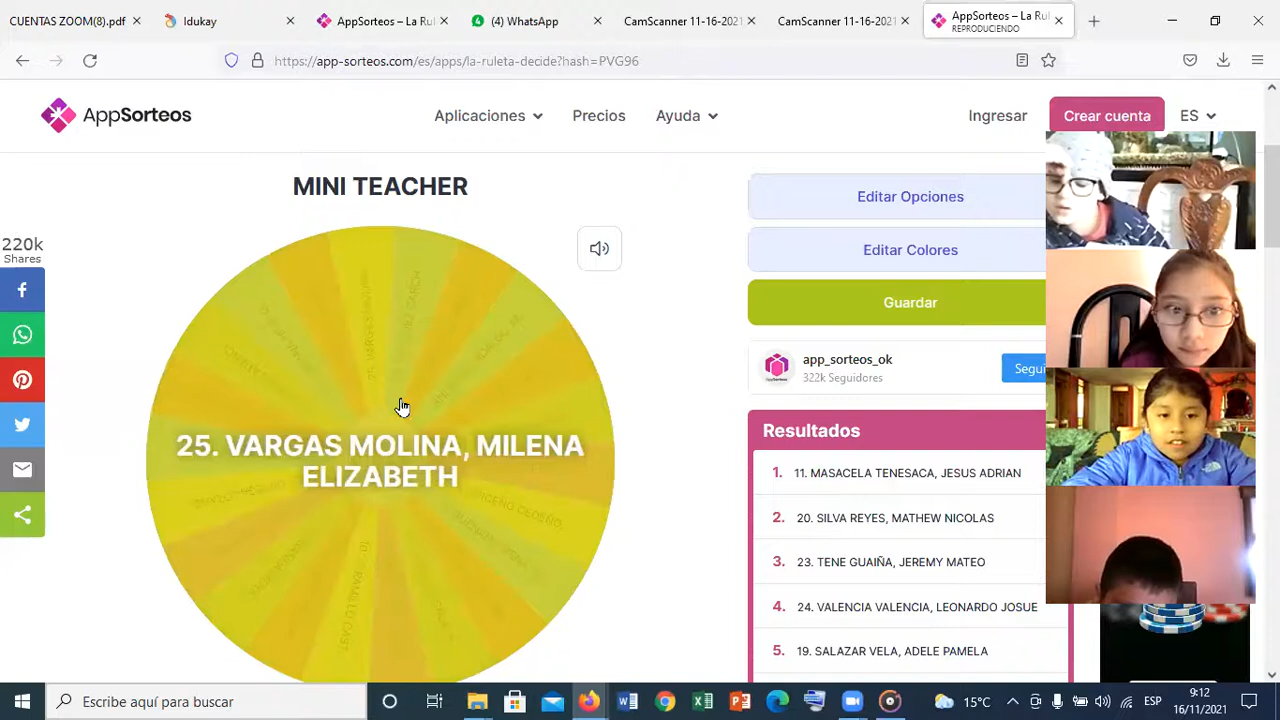 CUENTAS ZOOM(8).pdf
Idukay
AppSorteos – La Rul
(4) WhatsApp
CamScanner 11-16-2021
CamScanner 11-16-2021
AppSorteos – La Rul
REPRODUCIENDO
https://app-sorteos.com/es/apps/la-ruleta-decide?hash=PVG96
AppSorteos
Aplicaciones
Precios
Ayuda
Ingresar
Crear cuenta
ES
MINI TEACHER
220k
Shares
25. VARGAS MOLINA, MILENA
ELIZABETH
Editar Opciones
Editar Colores
Guardar
app_sorteos_ok
322k Seguidores
Segui
Resultados
1. 11. MASACELA TENESACA, JESUS ADRIAN
2. 20. SILVA REYES, MATHEW NICOLAS
3. 23. TENE GUAIÑA, JEREMY MATEO
4. 24. VALENCIA VALENCIA, LEONARDO JOSUE
5. 19. SALAZAR VELA, ADELE PAMELA
Escribe aquí para buscar
15°C
ESP
9:12
16/11/2021